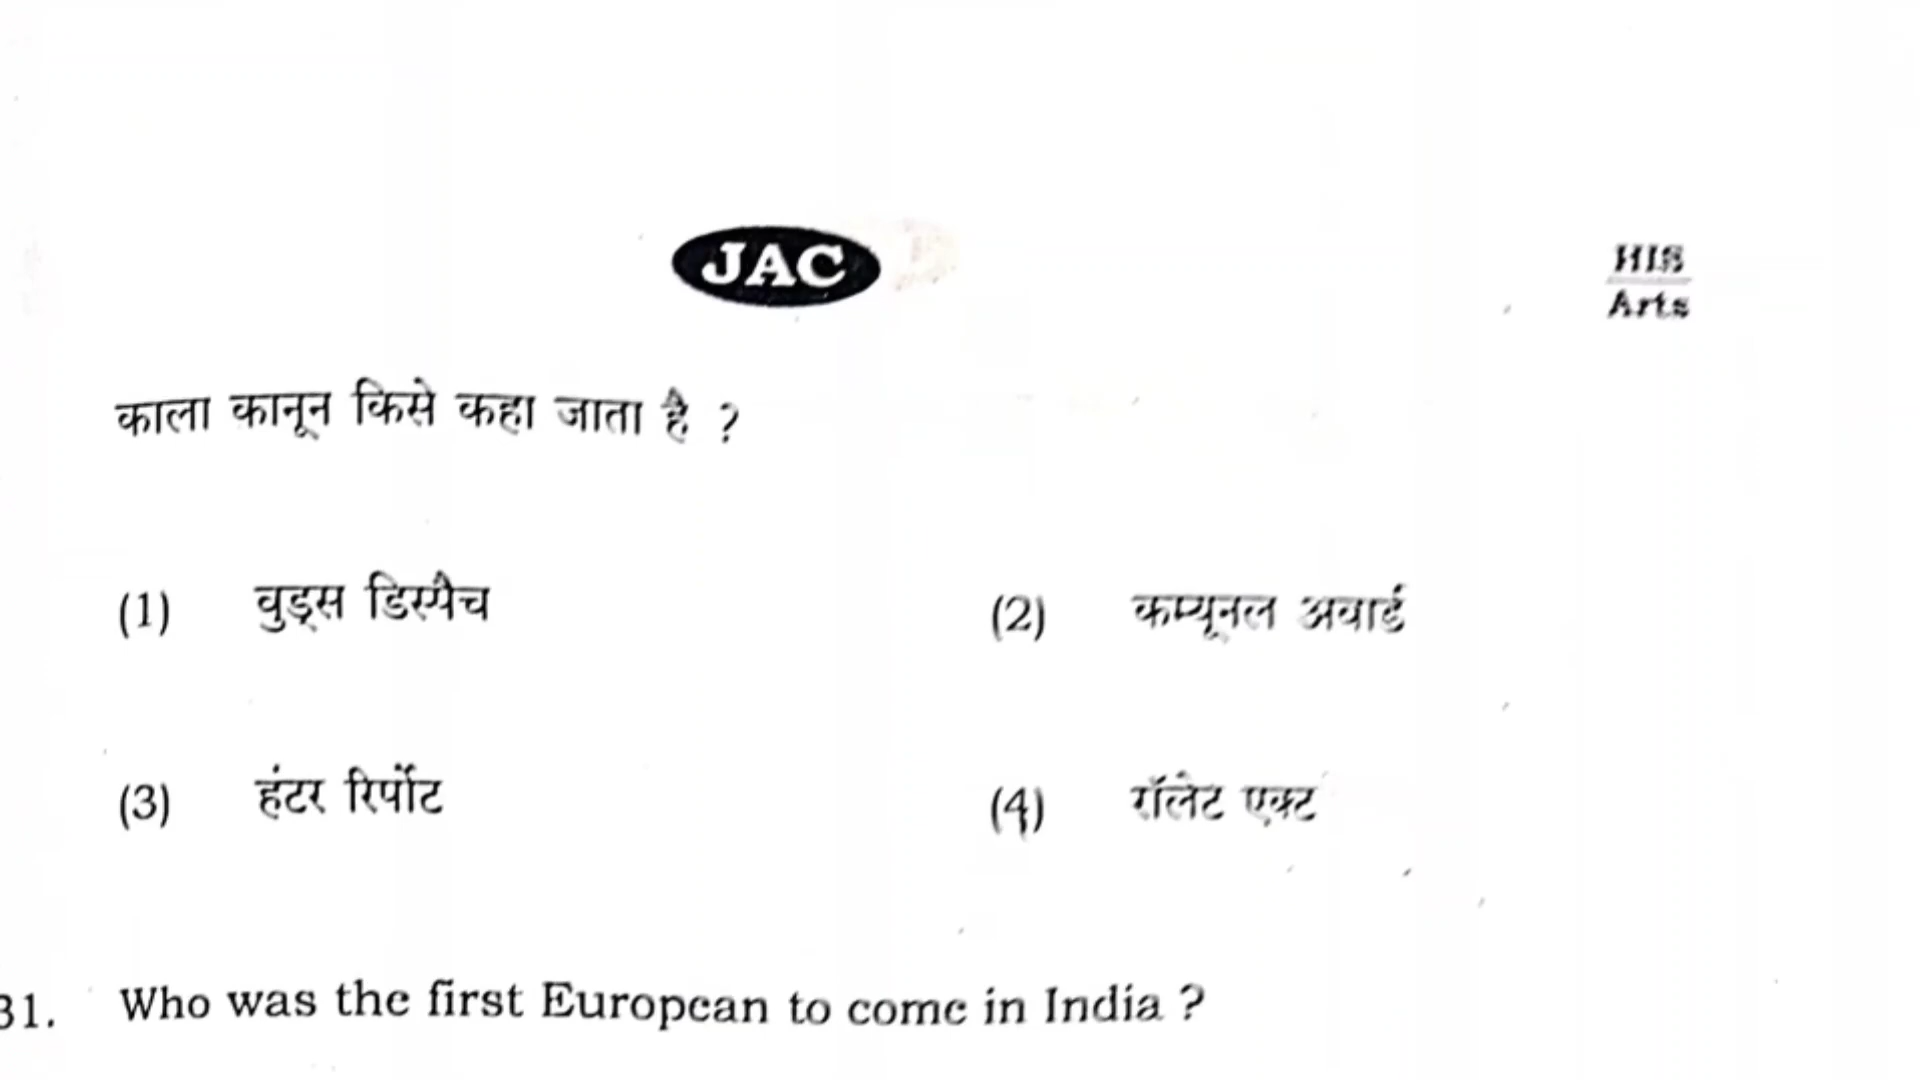 JAC
HIS
Arts
काला कानून किसे कहा जाता है ?
(1) वुड्स डिस्पैच (2) कम्यूनल अवार्ड
(3) हंटर रिर्पोट (4) रॉलेट एक्ट
31. Who was the first European to come in India ?